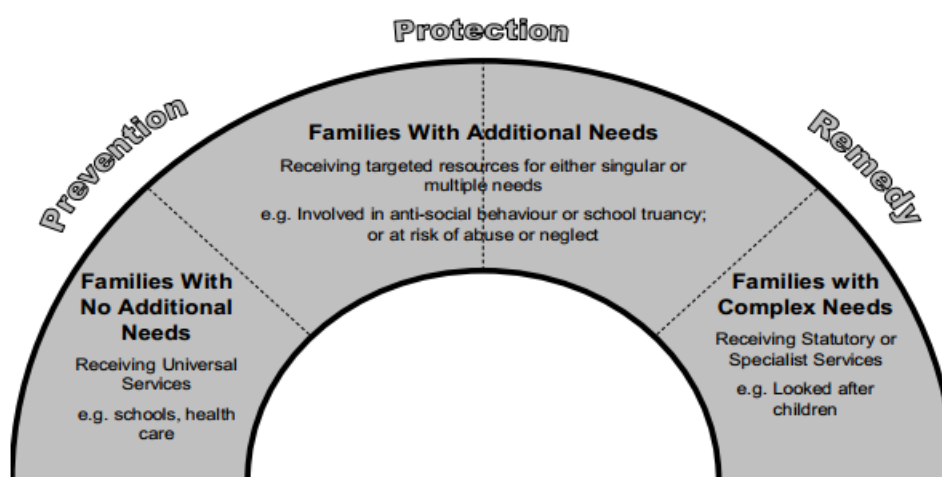 Protection
Prevention
Remedy
Families With Additional Needs
Receiving targeted resources for either singular or
multiple needs
e.g. Involved in anti-social behaviour or school truancy;
or at risk of abuse or neglect
Families With
No Additional
Needs
Receiving Universal
Services
e.g. schools, health
care
Families with
Complex Needs
Receiving Statutory or
Specialist Services
e.g. Looked after
children